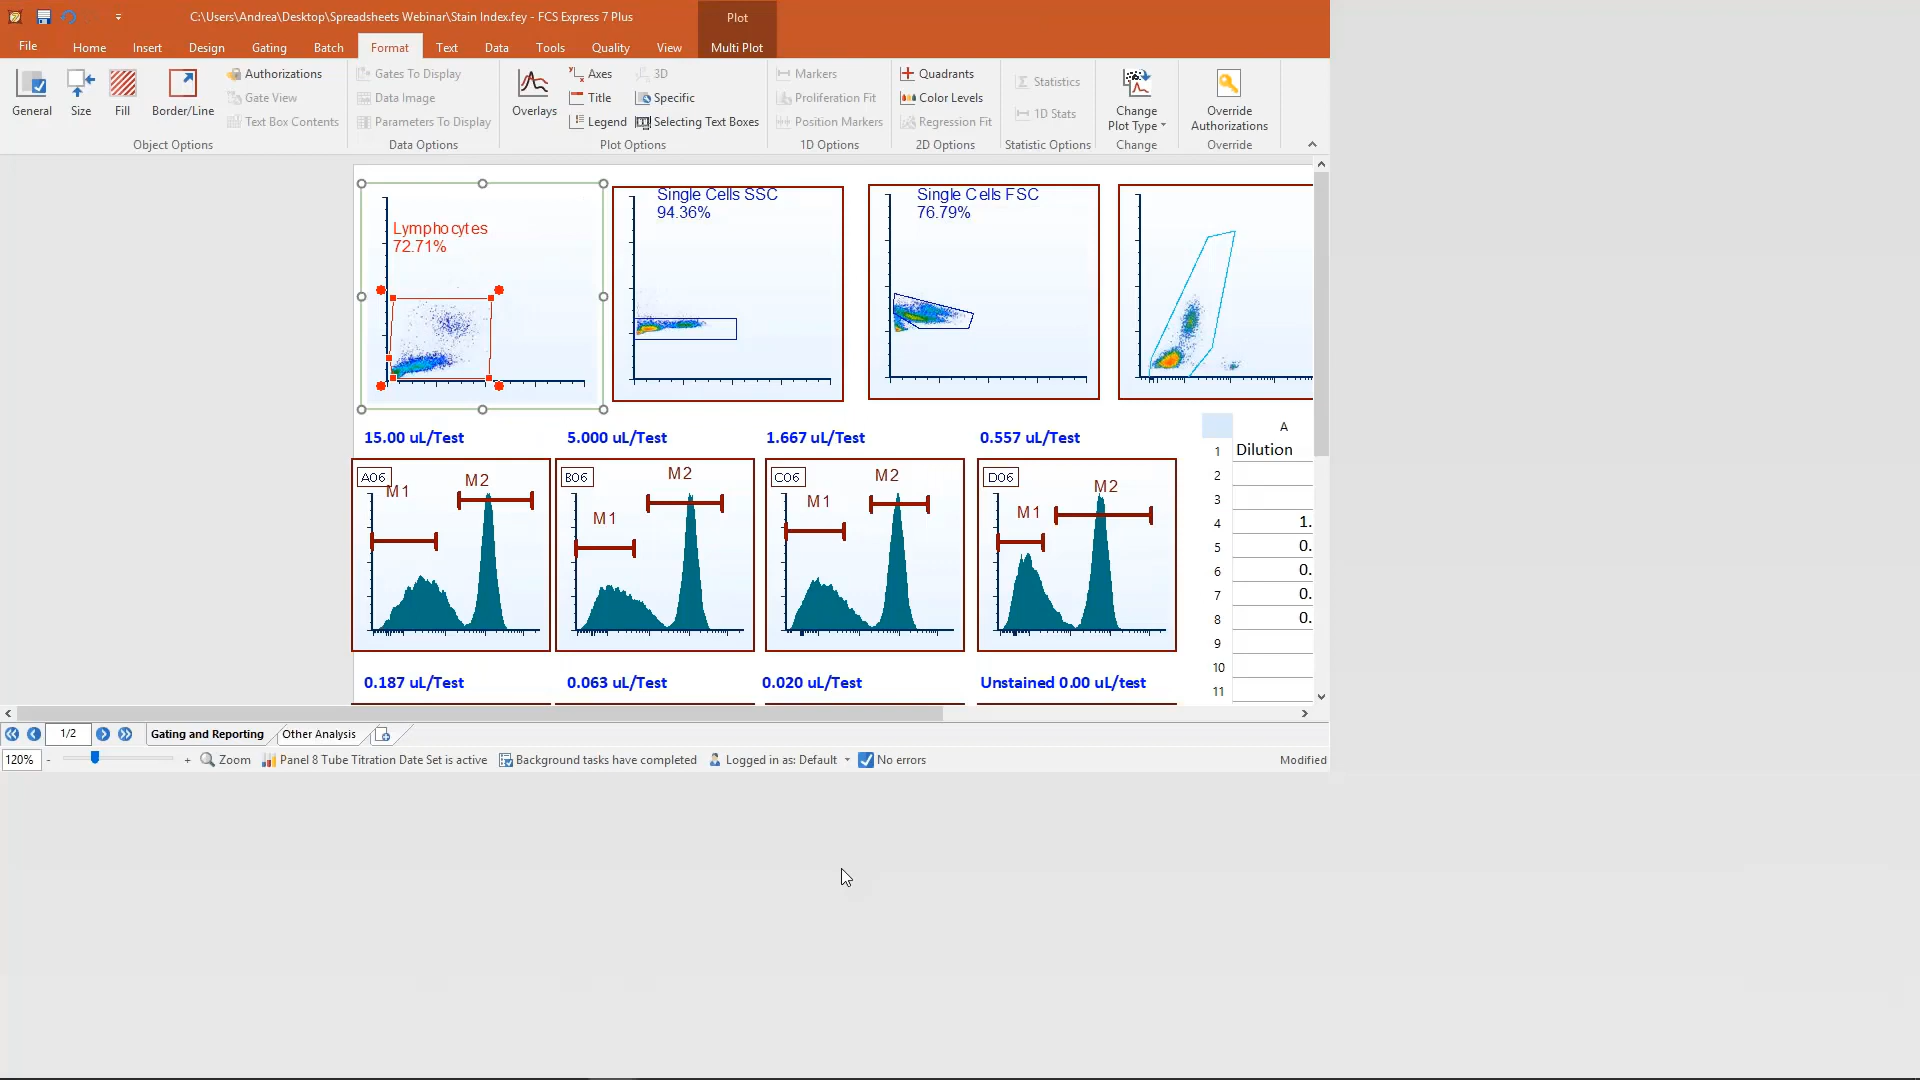 C:\Users\Andrea\Desktop\Spreadsheets Webinar\Stain Index.fey - FCS Express 7 Plus
Plot
File Home Insert Design Gating Batch Format Text Data Tools Quality View Multi Plot
General Size Fill Border/Line
Authorizations
Gate View
Text Box Contents
Object Options
Gates To Display
Data Image
Parameters To Display
Data Options
Overlays
Axes
Title
Legend
3D
Specific
Selecting Text Boxes
Plot Options
Markers
Proliferation Fit
Position Markers
1D Options
Quadrants
Color Levels
Regression Fit
2D Options
Statistics
1D Stats
Statistic Options
Change
Plot Type
Change
Override
Authorizations
Override
Lymphocytes
72.71%
Single Cells SSC
94.36%
Single Cells FSC
76.79%
15.00 uL/Test 5.000 uL/Test 1.667 uL/Test 0.557 uL/Test
A06 M1 M2
B06 M1 M2
C06 M1 M2
D06 M1 M2
A
1 Dilution
2
3
4 1.
5 0.
6 0.
7 0.
8 0.
9
10
11
0.187 uL/Test 0.063 uL/Test 0.020 uL/Test Unstained 0.00 uL/test
1/2 Gating and Reporting Other Analysis
120% - + Zoom Panel 8 Tube Titration Date Set is active Background tasks have completed Logged in as: Default No errors Modified